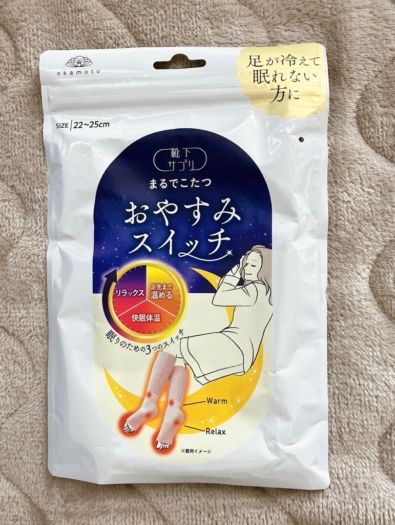 okamoto
足が冷えて
眠れない
方に
SIZE 22~25cm
靴下
サプリ
まるでこたつ
おやすみ
スイッチ
リラックス
足先まで
温める
快眠体温
眠りのための3つのスイッチ
Warm
Relax
※着用イメージ